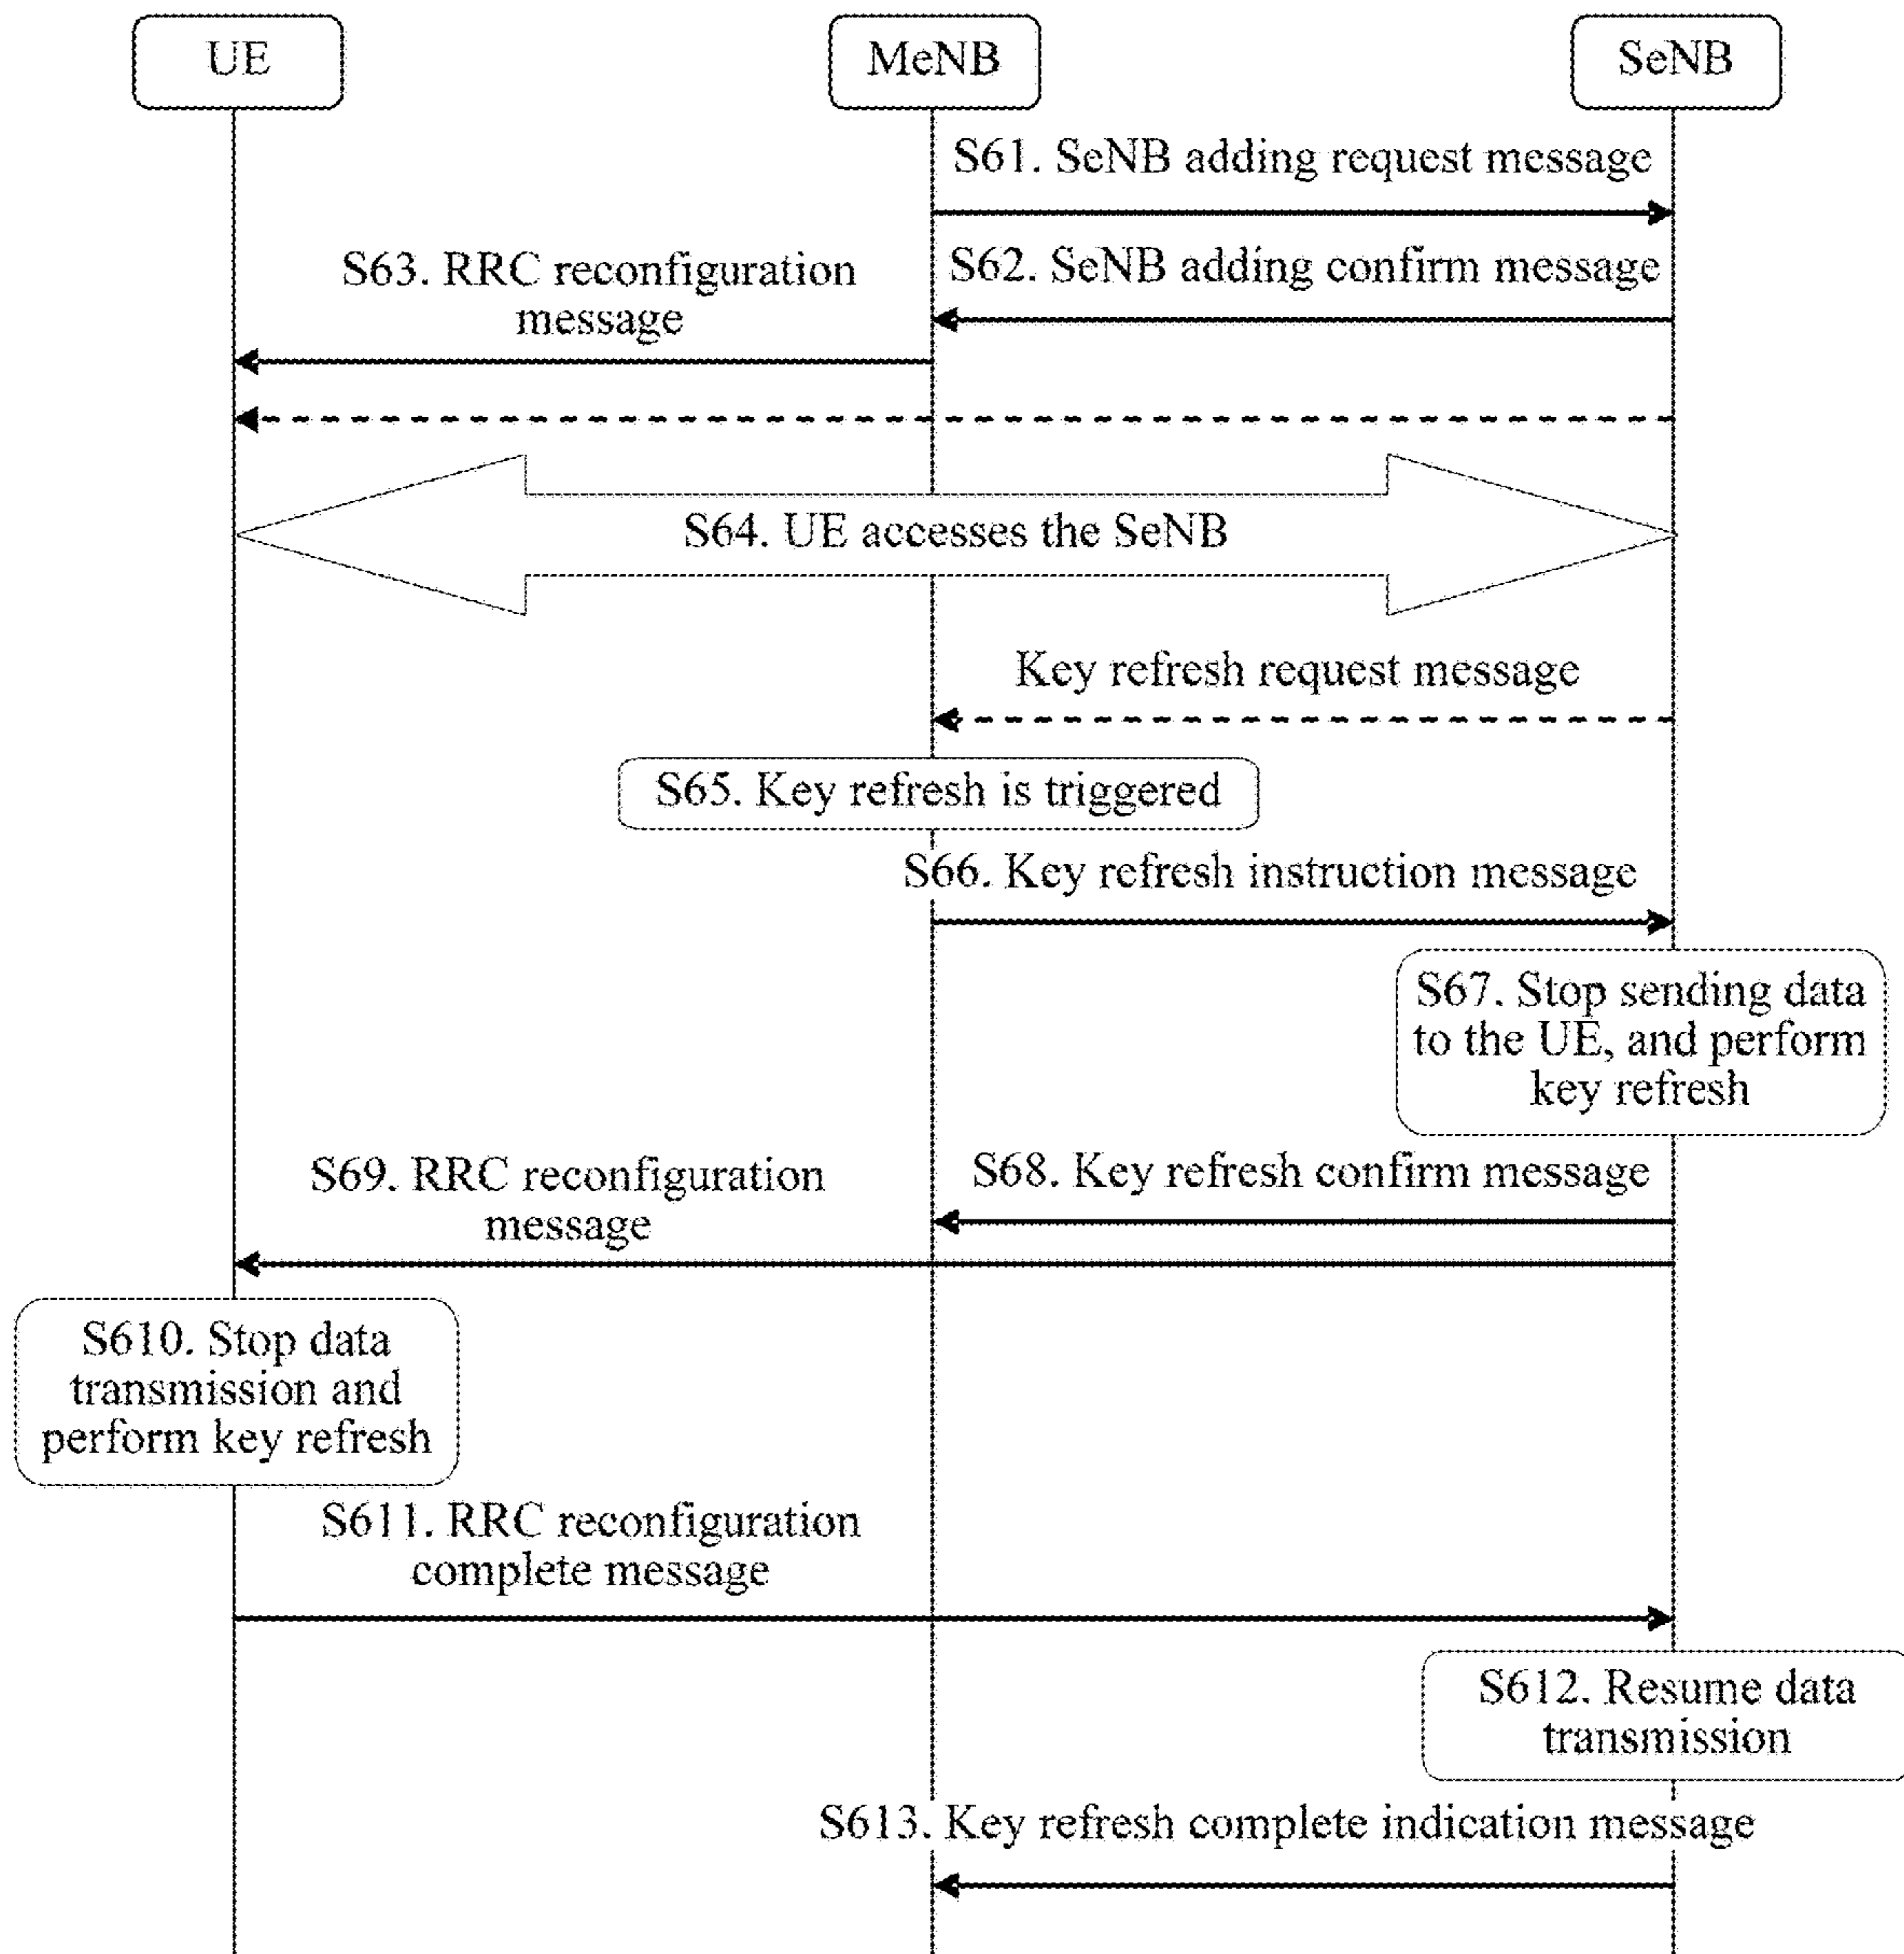 UE
MeNB
SeNB
S61. SeNB adding request message
S63. RRC reconfiguration
message
S62. SeNB adding confirm message
S64. UE accesses the SeNB
Key refresh request message
S65. Key refresh is triggered
S66. Key refresh instruction message
S67. Stop sending data
to the UE, and perform
key refresh
S69. RRC reconfiguration
message
S68. Key refresh confirm message
S610. Stop data
transmission and
perform key refresh
S611. RRC reconfiguration
complete message
S612. Resume data
transmission
S613. Key refresh complete indication message